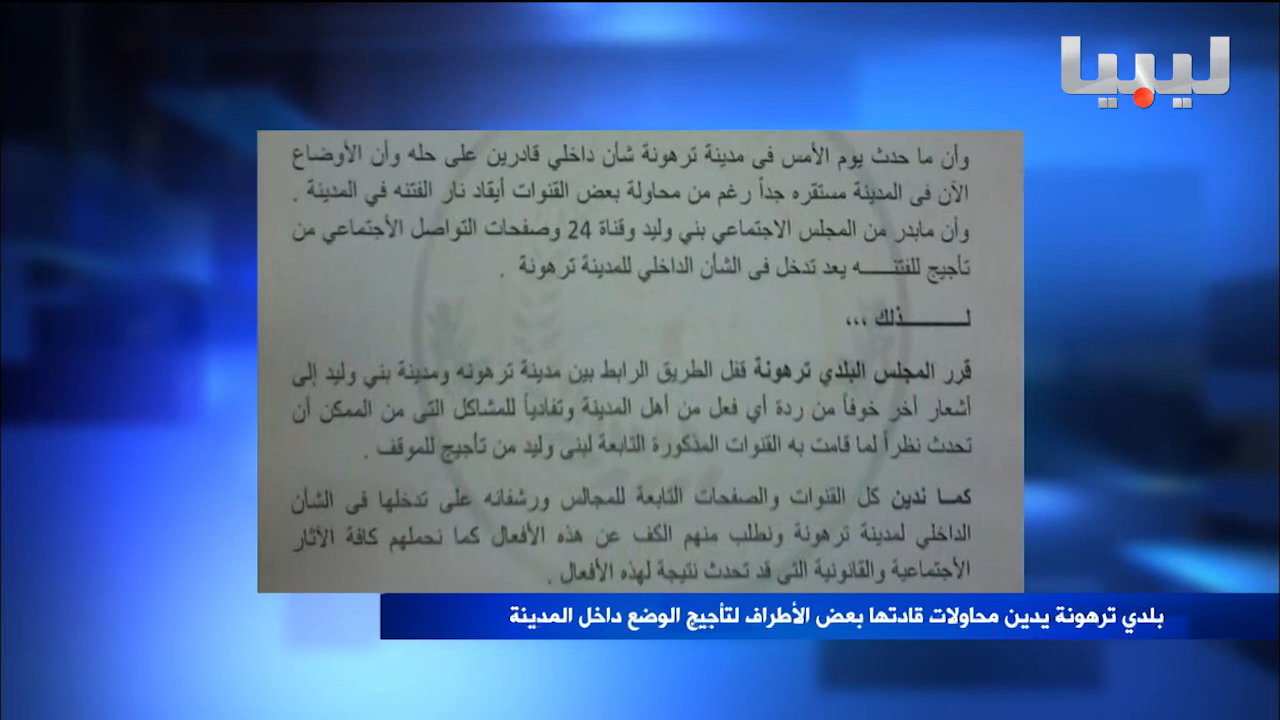 ليبيا
وأن ما حدث يوم الأمس فى مدينة ترهونة شأن داخلي قادرين على حله وأن الأوضاع
الآن فى المدينة مستقره جداً رغم من محاولة بعض القنوات أيقاد نار الفتنه في المدينة .
وأن مابدر من المجلس الاجتماعي بني وليد وقناة 24 وصفحات التواصل الأجتماعي من
تأجيج للفتنـــــه يعد تدخل فى الشأن الداخلي للمدينة ترهونة .
لـــــــــذلك ،،،
قرر المجلس البلدي ترهونة قفل الطريق الرابط بين مدينة ترهونه ومدينة بني وليد إلى
أشعار أخر خوفاً من ردة أي فعل من أهل المدينة وتفادياً للمشاكل التى من الممكن أن
تحدث نظراً لما قامت به القنوات المذكورة التابعة لبنى وليد من تأجيج للموقف .
كمـا نُدين كل القنوات والصفحات التابعة للمجالس ورشفانه على تدخلها فى الشأن
الداخلي لمدينة ترهونة ونطلب منهم الكف عن هذه الأفعال كما نحملهم كافة الآثار
الأجتماعية والقانونية التى قد تحدث نتيجة لهذه الأفعال .
بلدي ترهونة يدين محاولات قادتها بعض الأطراف لتأجيج الوضع داخل المدينة